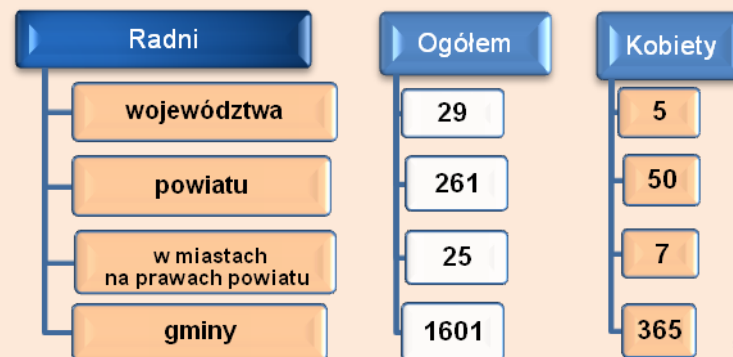 Radni Ogółem Kobiety
województwa 29 5
powiatu 261 50
w miastach
na prawach powiatu 25 7
gminy 1601 365